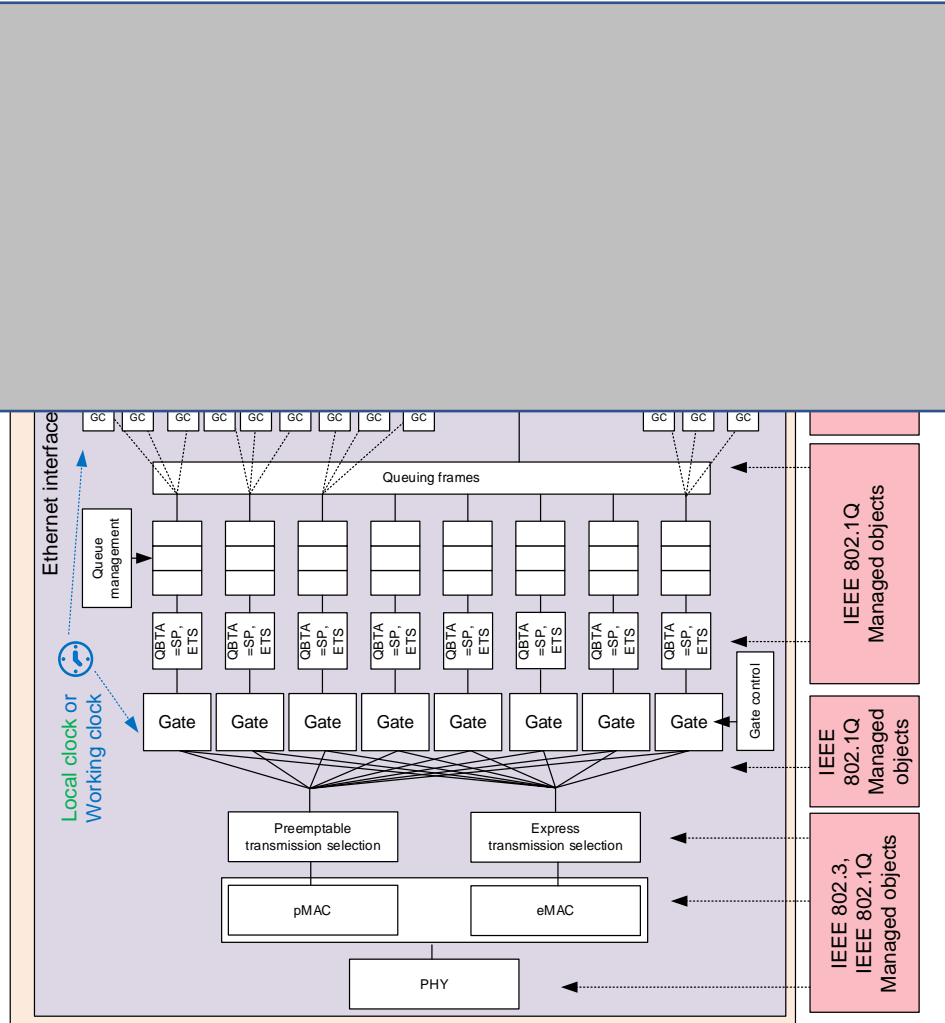 GC GC GC GC GC GC GC GC GC GC GC GC
Ethernet interface
Queuing frames
Queue
management
QBTA
=SP,
ETS
QBTA
=SP,
ETS
QBTA
=SP,
ETS
QBTA
=SP,
ETS
QBTA
=SP,
ETS
QBTA
=SP,
ETS
QBTA
=SP,
ETS
QBTA
=SP,
ETS
Local clock or
Working clock
Gate Gate Gate Gate Gate Gate Gate Gate
Gate control
Preemptable
transmission selection
Express
transmission selection
pMAC
eMAC
PHY
IEEE 802.1Q
Managed objects
IEEE
802.1Q
Managed
objects
IEEE 802.3,
IEEE 802.1Q
Managed objects